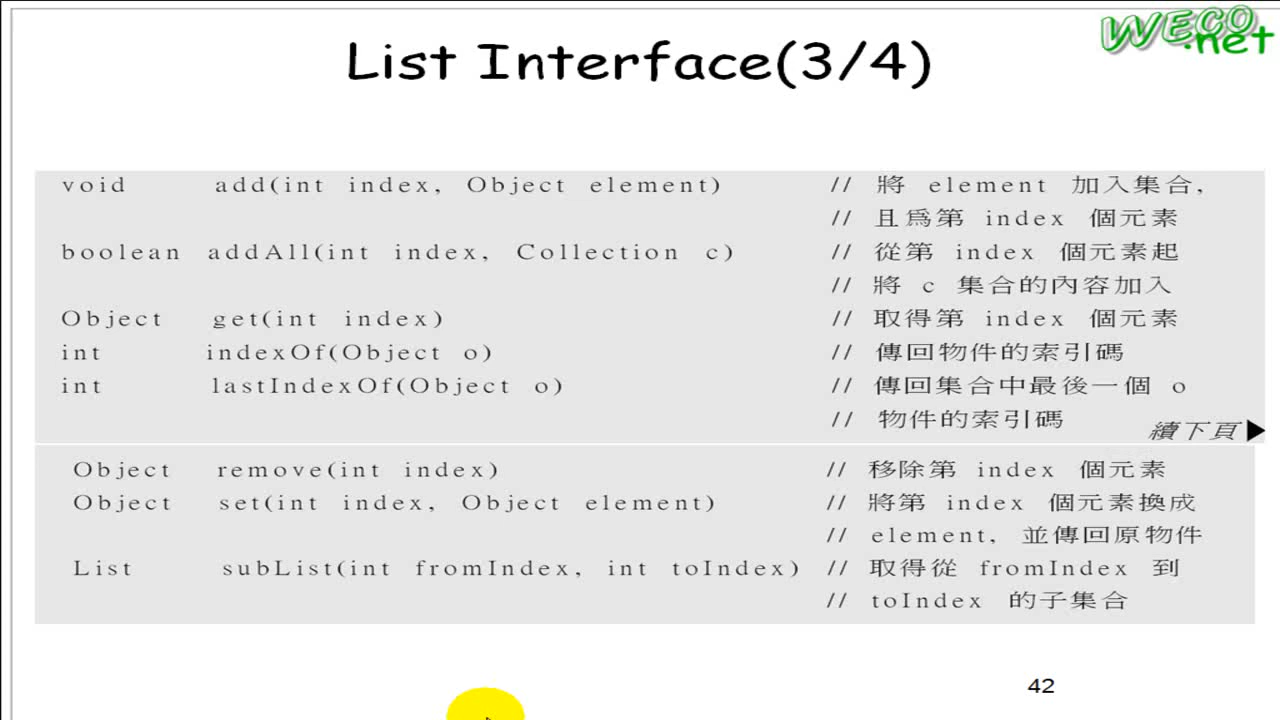 WECO
.net
List Interface(3/4)
void add(int index, Object element) // 將 element 加入集合,
// 且為第 index 個元素
boolean addAll(int index, Collection c) // 從第 index 個元素起
// 將 c 集合的內容加入
Object get(int index) // 取得第 index 個元素
int indexOf(Object o) // 傳回物件的索引碼
int lastIndexOf(Object o) // 傳回集合中最後一個 o
// 物件的索引碼
續下頁▶
Object remove(int index) // 移除第 index 個元素
Object set(int index, Object element) // 將第 index 個元素換成
// element, 並傳回原物件
List subList(int fromIndex, int toIndex) // 取得從 fromIndex 到
// toIndex 的子集合
42